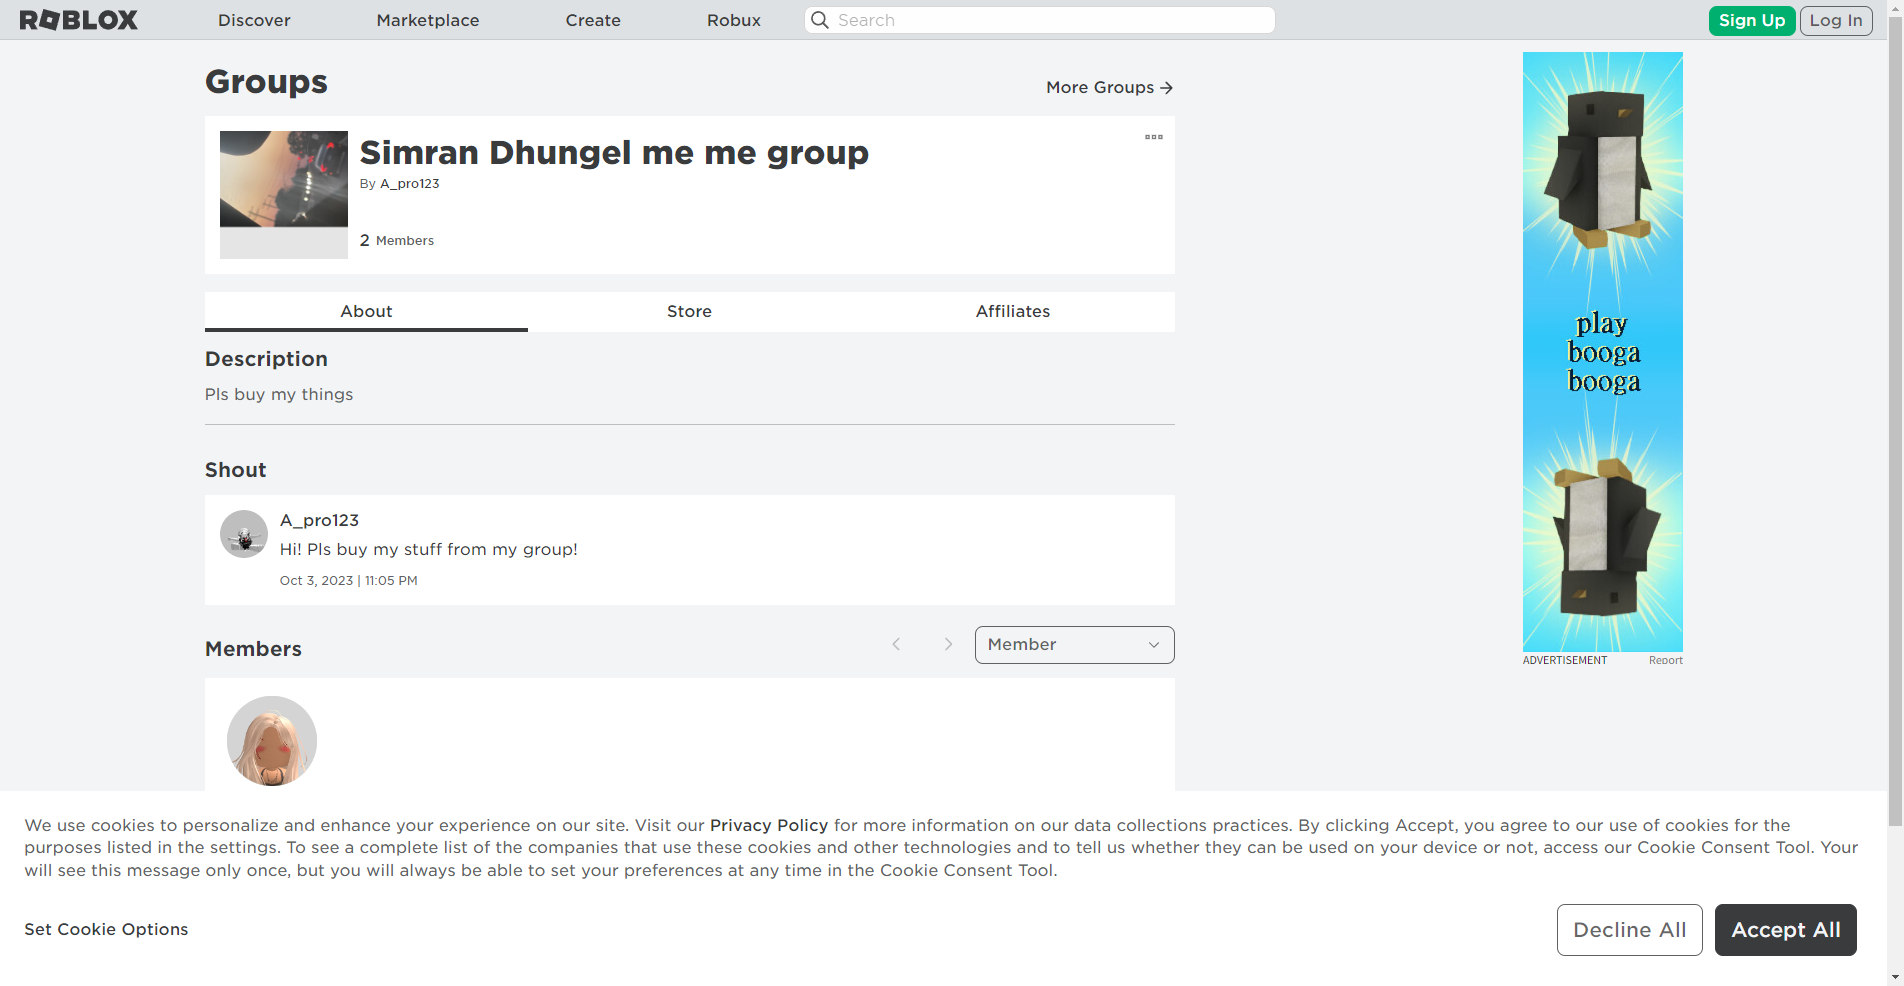 ROBLOX
Discover
Marketplace
Create
Robux
Search
Sign Up
Log In
Groups
More Groups
Simran Dhungel me me group
By A_pro123
2 Members
About
Store
Affiliates
Description
Pls buy my things
Shout
A_pro123
Hi! Pls buy my stuff from my group!
Oct 3, 2023 | 11:05 PM
Members
Member
play
booga
booga
ADVERTISEMENT
Report
We use cookies to personalize and enhance your experience on our site. Visit our Privacy Policy for more information on our data collections practices. By clicking Accept, you agree to our use of cookies for the
purposes listed in the settings. To see a complete list of the companies that use these cookies and other technologies and to tell us whether they can be used on your device or not, access our Cookie Consent Tool. Your
will see this message only once, but you will always be able to set your preferences at any time in the Cookie Consent Tool.
Set Cookie Options
Decline All
Accept All